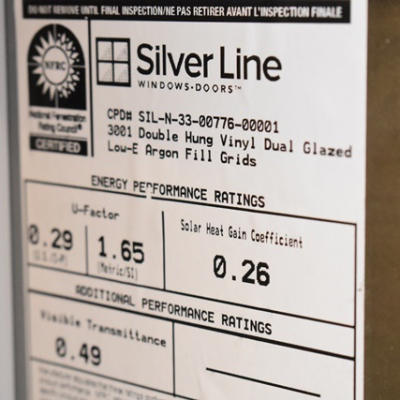 DO NOT REMOVE UNTIL FINAL INSPECTION/NE PAS RETIRER AVANT L'INSPECTION FINALE
NFRC
National Fenestration
Rating Council
CERTIFIED
Silver Line
WINDOWS•DOORS™
CPD# SIL-N-33-00776-00001
3001 Double Hung Vinyl Dual Glazed
Low-E Argon Fill Grids
ENERGY PERFORMANCE RATINGS
U-Factor
0.29
(U.S./I-P)
1.65
(Metric/SI)
Solar Heat Gain Coefficient
0.26
ADDITIONAL PERFORMANCE RATINGS
Visible Transmittance
0.49